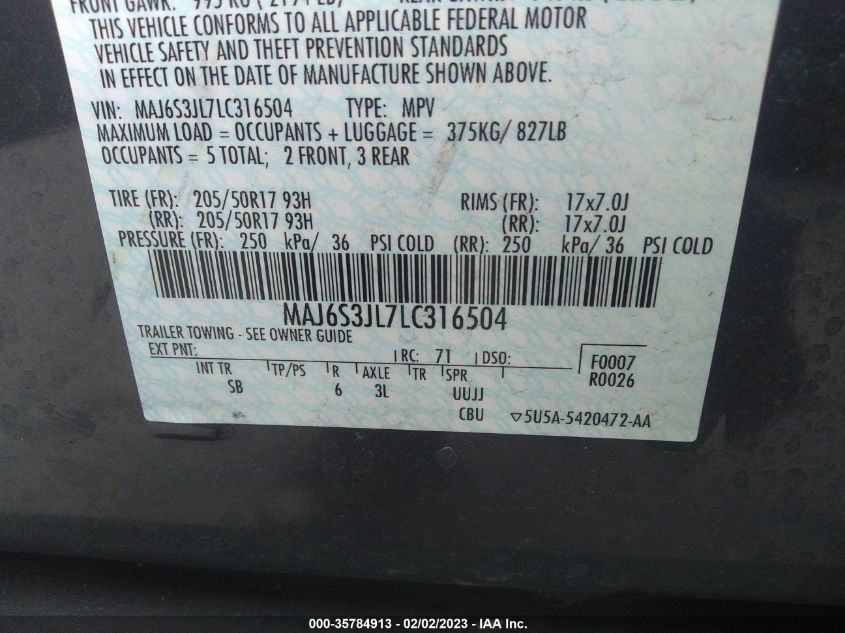 FRONT GAWR: 995 KG
THIS VEHICLE CONFORMS TO ALL APPLICABLE FEDERAL MOTOR
VEHICLE SAFETY AND THEFT PREVENTION STANDARDS
IN EFFECT ON THE DATE OF MANUFACTURE SHOWN ABOVE.
VIN: MAJ6S3JL7LC316504 TYPE: MPV
MAXIMUM LOAD = OCCUPANTS + LUGGAGE = 375KG/ 827LB
OCCUPANTS = 5 TOTAL; 2 FRONT, 3 REAR
TIRE (FR): 205/50R17 93H RIMS (FR): 17x7.0J
(RR): 205/50R17 93H (RR): 17x7.0J
PRESSURE (FR): 250 kPa/ 36 PSI COLD (RR): 250 kPa/ 36 PSI COLD
MAJ6S3JL7LC316504
TRAILER TOWING - SEE OWNER GUIDE
EXT PNT: RC: 71 DSO: F0007
INT TR TP/PS R AXLE TR SPR R0026
SB 6 3L UUJJ
CBU ▽5U5A-5420472-AA
000-35784913 - 02/02/2023 - © IAA Inc.